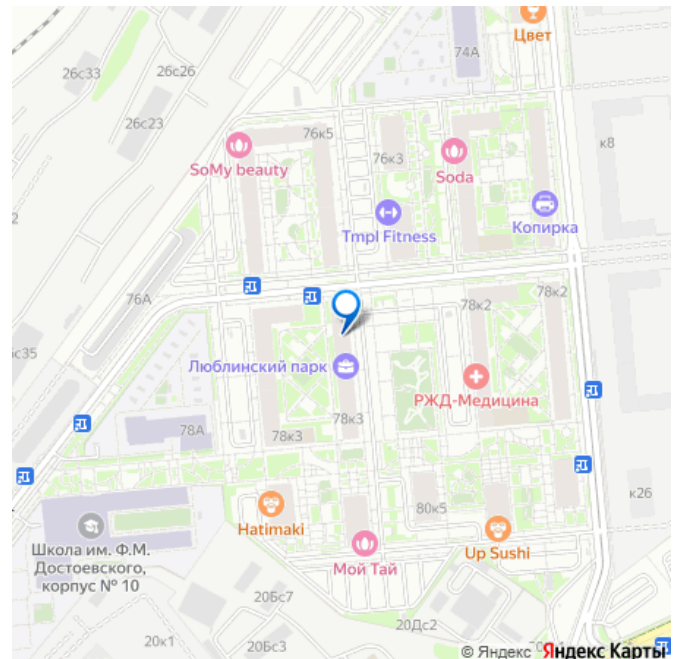 Цвет
74А
26с33
26с26
26с23
76к5
к8
76к3
SoMy beauty
Soda
Tmpl Fitness
Копирка
2
76А
78к2
78к2
с35
Люблинский парк
РЖД-Медицина
78к3
78А
78к3
80к5
к26
Hatimaki
Up Sushi
Школа им. Ф.М.
Достоевского,
корпус № 10
Мой Тай
20Бс7
20Дс2
20к1
20Бс3
© Яндекс Яндекс Карты